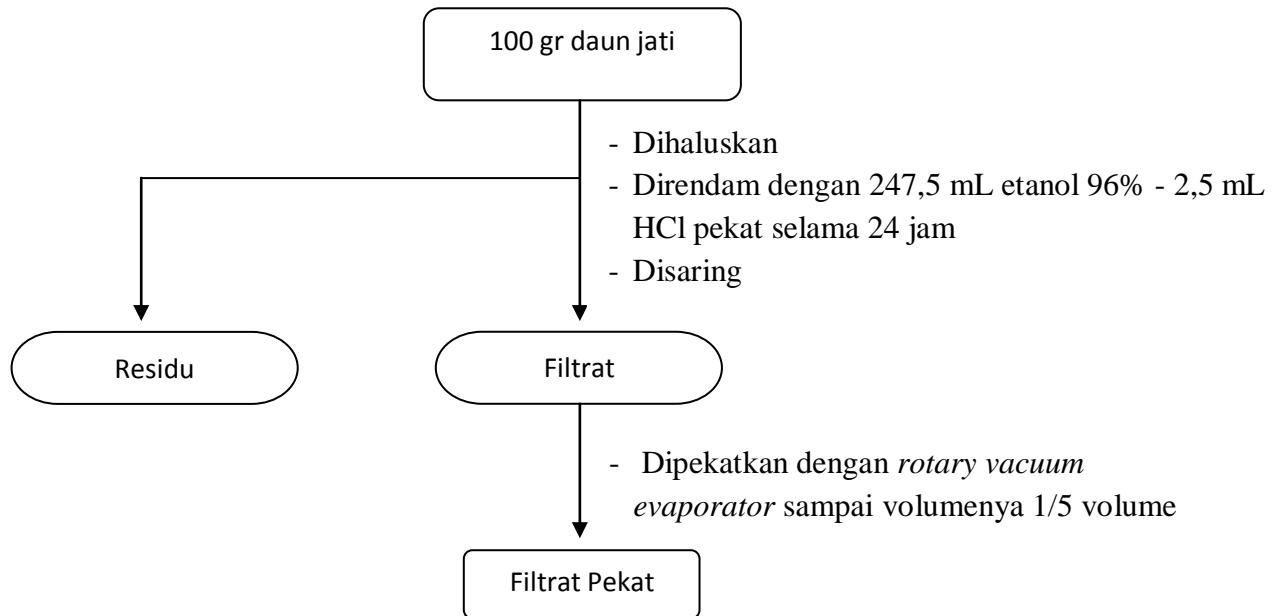 100 gr daun jati
- Dihaluskan
- Direndam dengan 247,5 mL etanol 96% - 2,5 mL
HCl pekat selama 24 jam
- Disaring
Residu
Filtrat
- Dipekatkan dengan rotary vacuum
evaporator sampai volumenya 1/5 volume
Filtrat Pekat